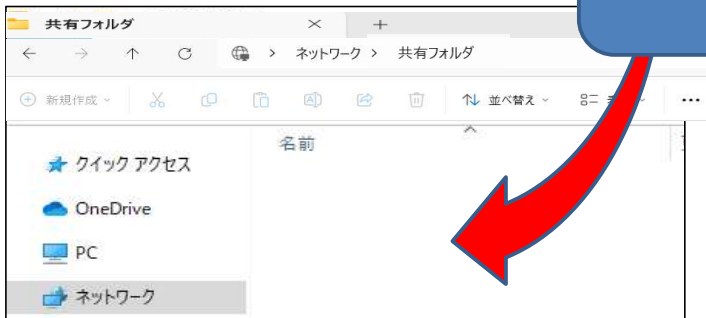 共有フォルダ
ネットワーク > 共有フォルダ
新規作成
並べ替え
名前
クイック アクセス
OneDrive
PC
ネットワーク